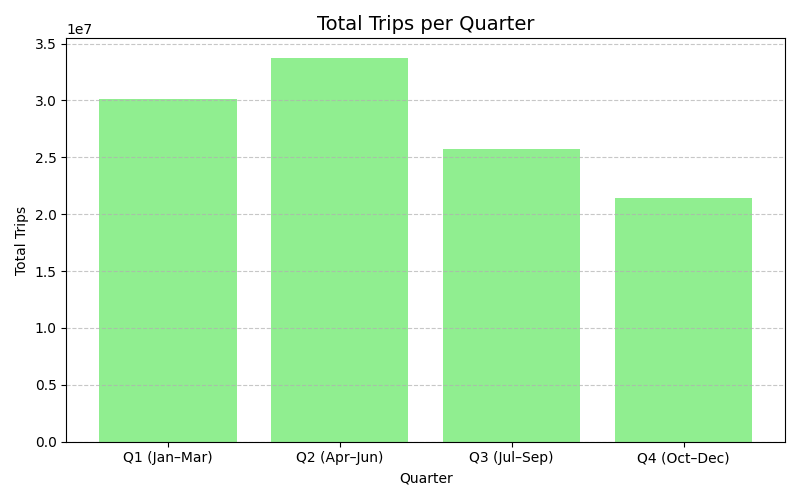 Total Trips per Quarter
1e7
3.5
3.0
2.5
2.0
1.5
1.0
0.5
0.0
Total Trips
Q1 (Jan–Mar) Q2 (Apr–Jun) Q3 (Jul–Sep) Q4 (Oct–Dec)
Quarter